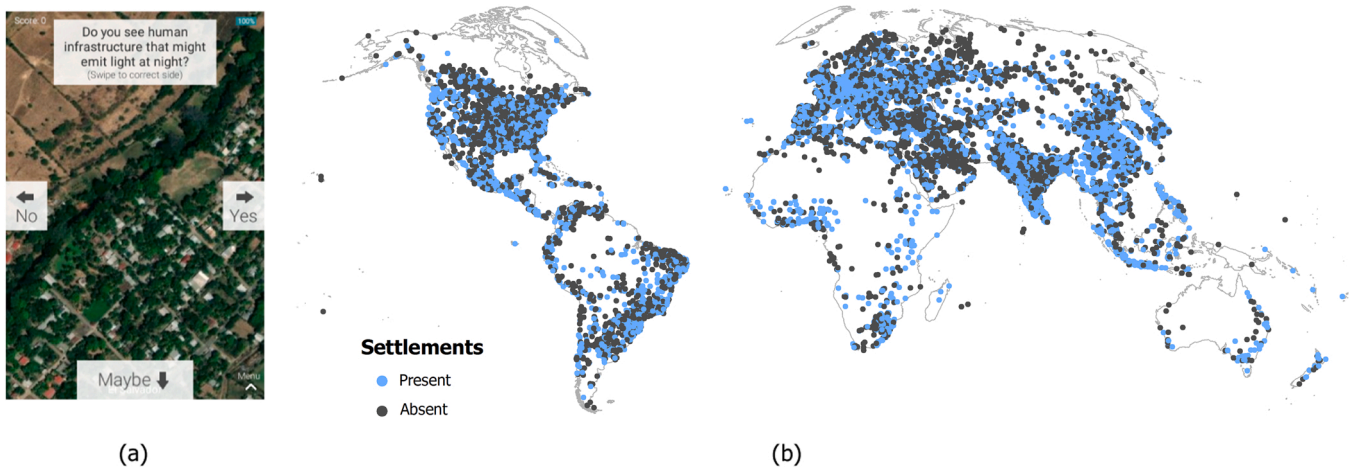 Score: 0
100%
Do you see human
infrastructure that might
emit light at night?
(Swipe to correct side)
No
Yes
Maybe
Menu
Settlements
Present
Absent
(a)
(b)